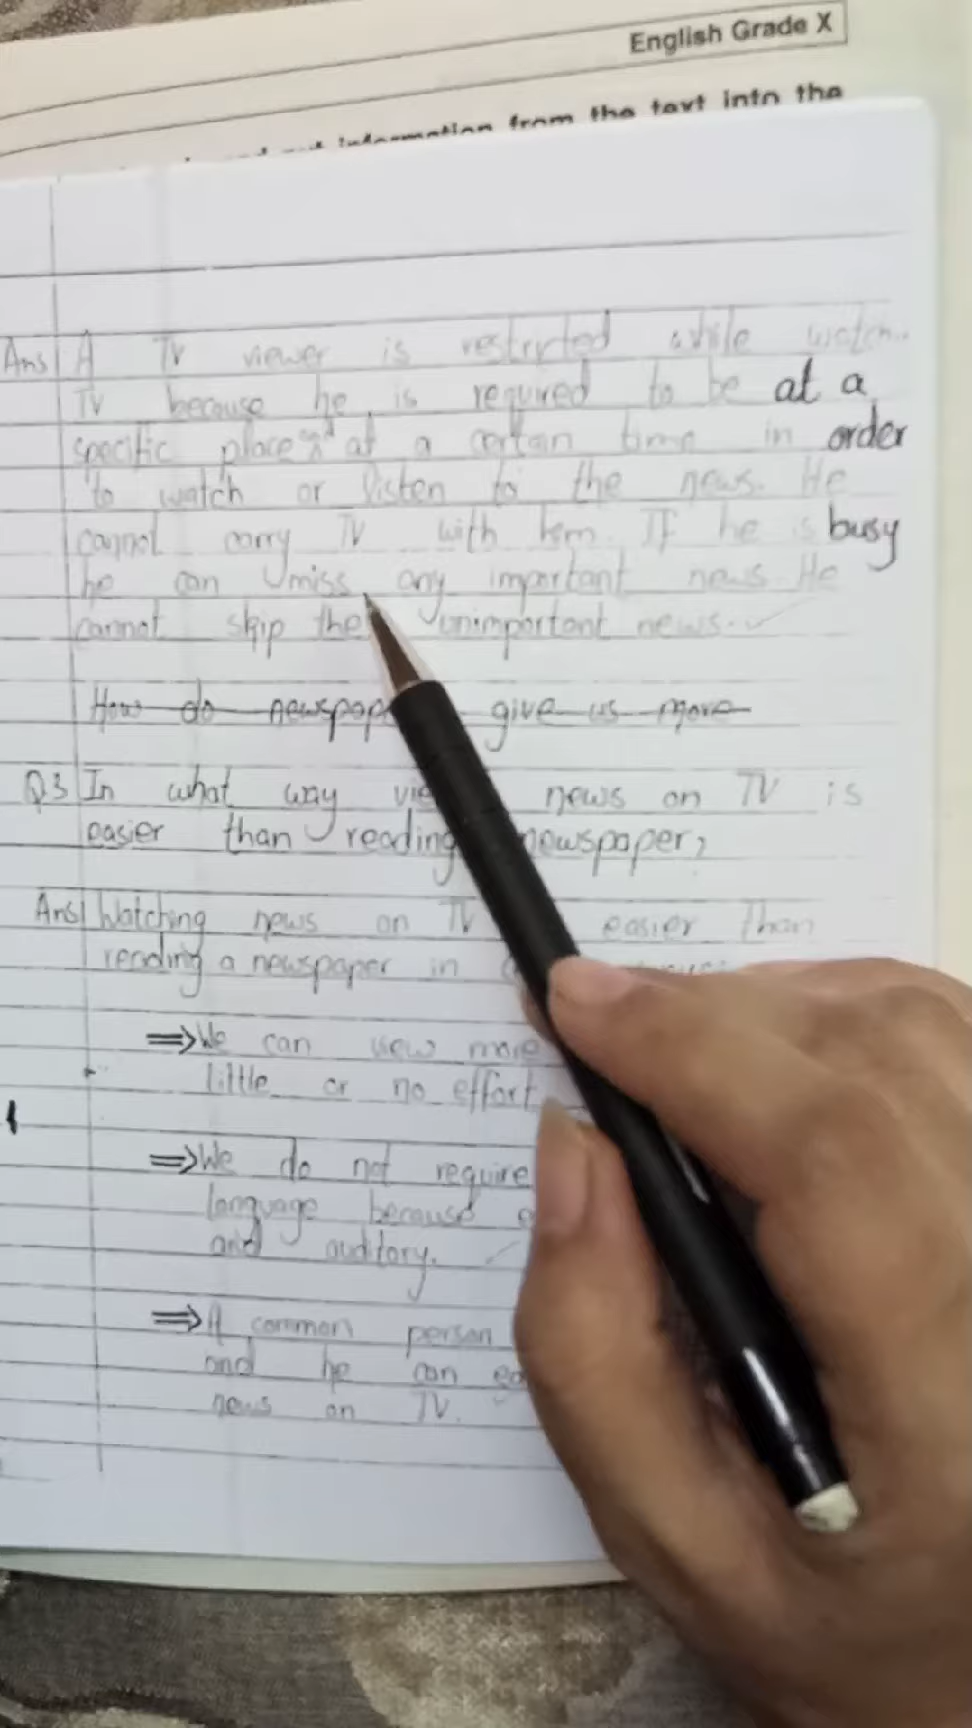 English Grade X
information from the text into the
Ans A TV viewer is restricted while watch..
TV because he is required to be at a
specific place and at a certain time in order
to watch or listen to the news. He
cannot carry TV with him. If he is busy
he can miss any important news. He
cannot skip the unimportant news.
How do newspap give us more
Q3 In what way vie news on TV is
easier than reading newspaper?
Ans Watching news on TV easier than
reading a newspaper in
⇒ We can view more
little or no effort
⇒ We do not require
language because
and auditory.
⇒ A common person
and he can
news on TV.